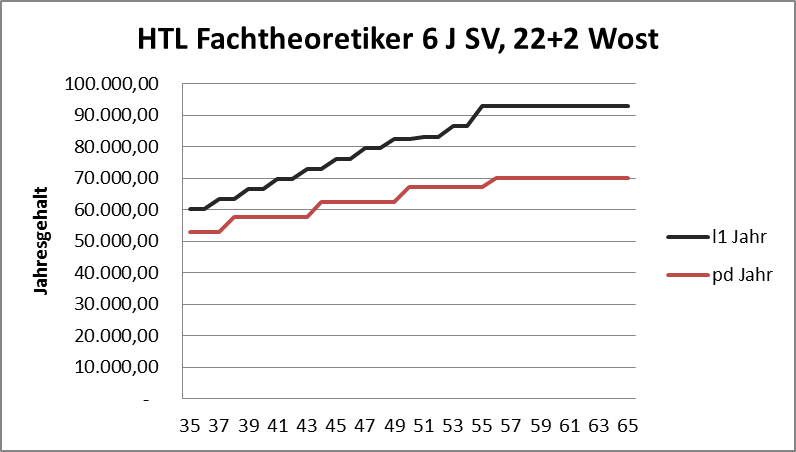 HTL Fachtheoretiker 6 J SV, 22+2 Wost
100.000,00
90.000,00
80.000,00
70.000,00
60.000,00
50.000,00
40.000,00
30.000,00
20.000,00
10.000,00
-
Jahresgehalt
35 37 39 41 43 45 47 49 51 53 55 57 59 61 63 65
l1 Jahr
pd Jahr